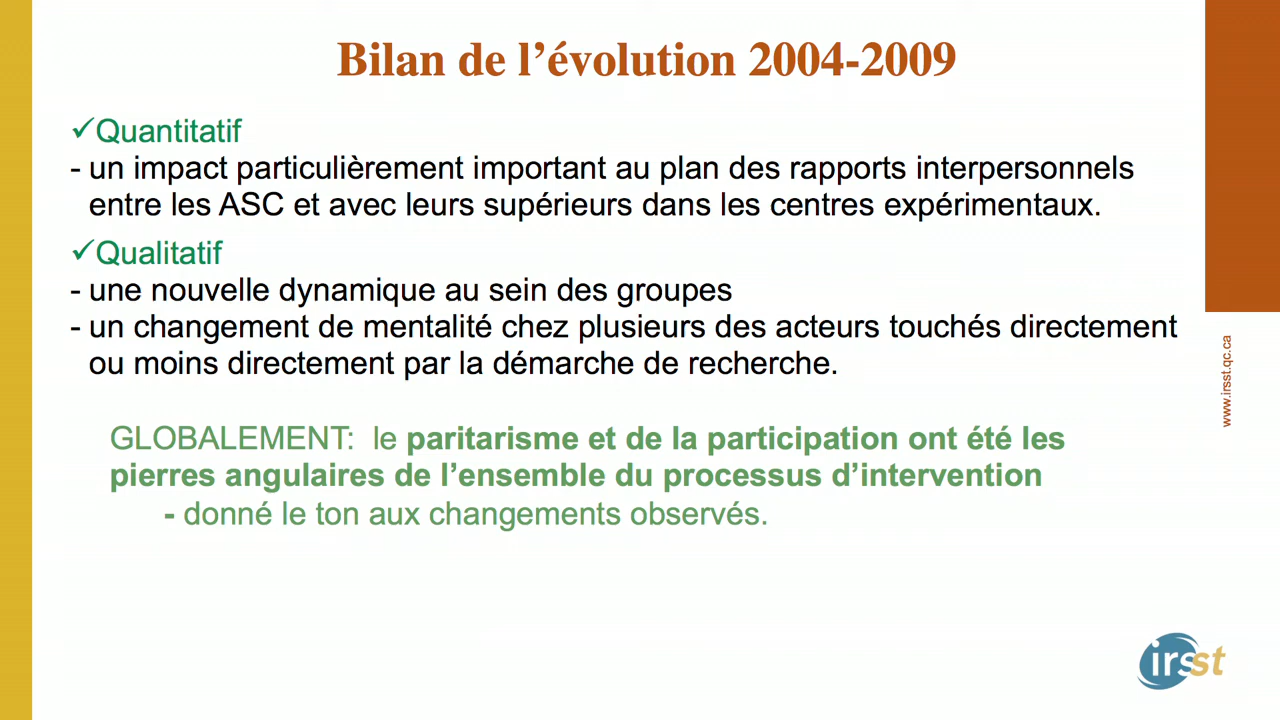 Bilan de l’évolution 2004-2009
✓Quantitatif
- un impact particulièrement important au plan des rapports interpersonnels
entre les ASC et avec leurs supérieurs dans les centres expérimentaux.
✓Qualitatif
- une nouvelle dynamique au sein des groupes
- un changement de mentalité chez plusieurs des acteurs touchés directement
ou moins directement par la démarche de recherche.
GLOBALEMENT: le paritarisme et de la participation ont été les
pierres angulaires de l’ensemble du processus d’intervention
- donné le ton aux changements observés.
www.irsst.qc.ca
irsst